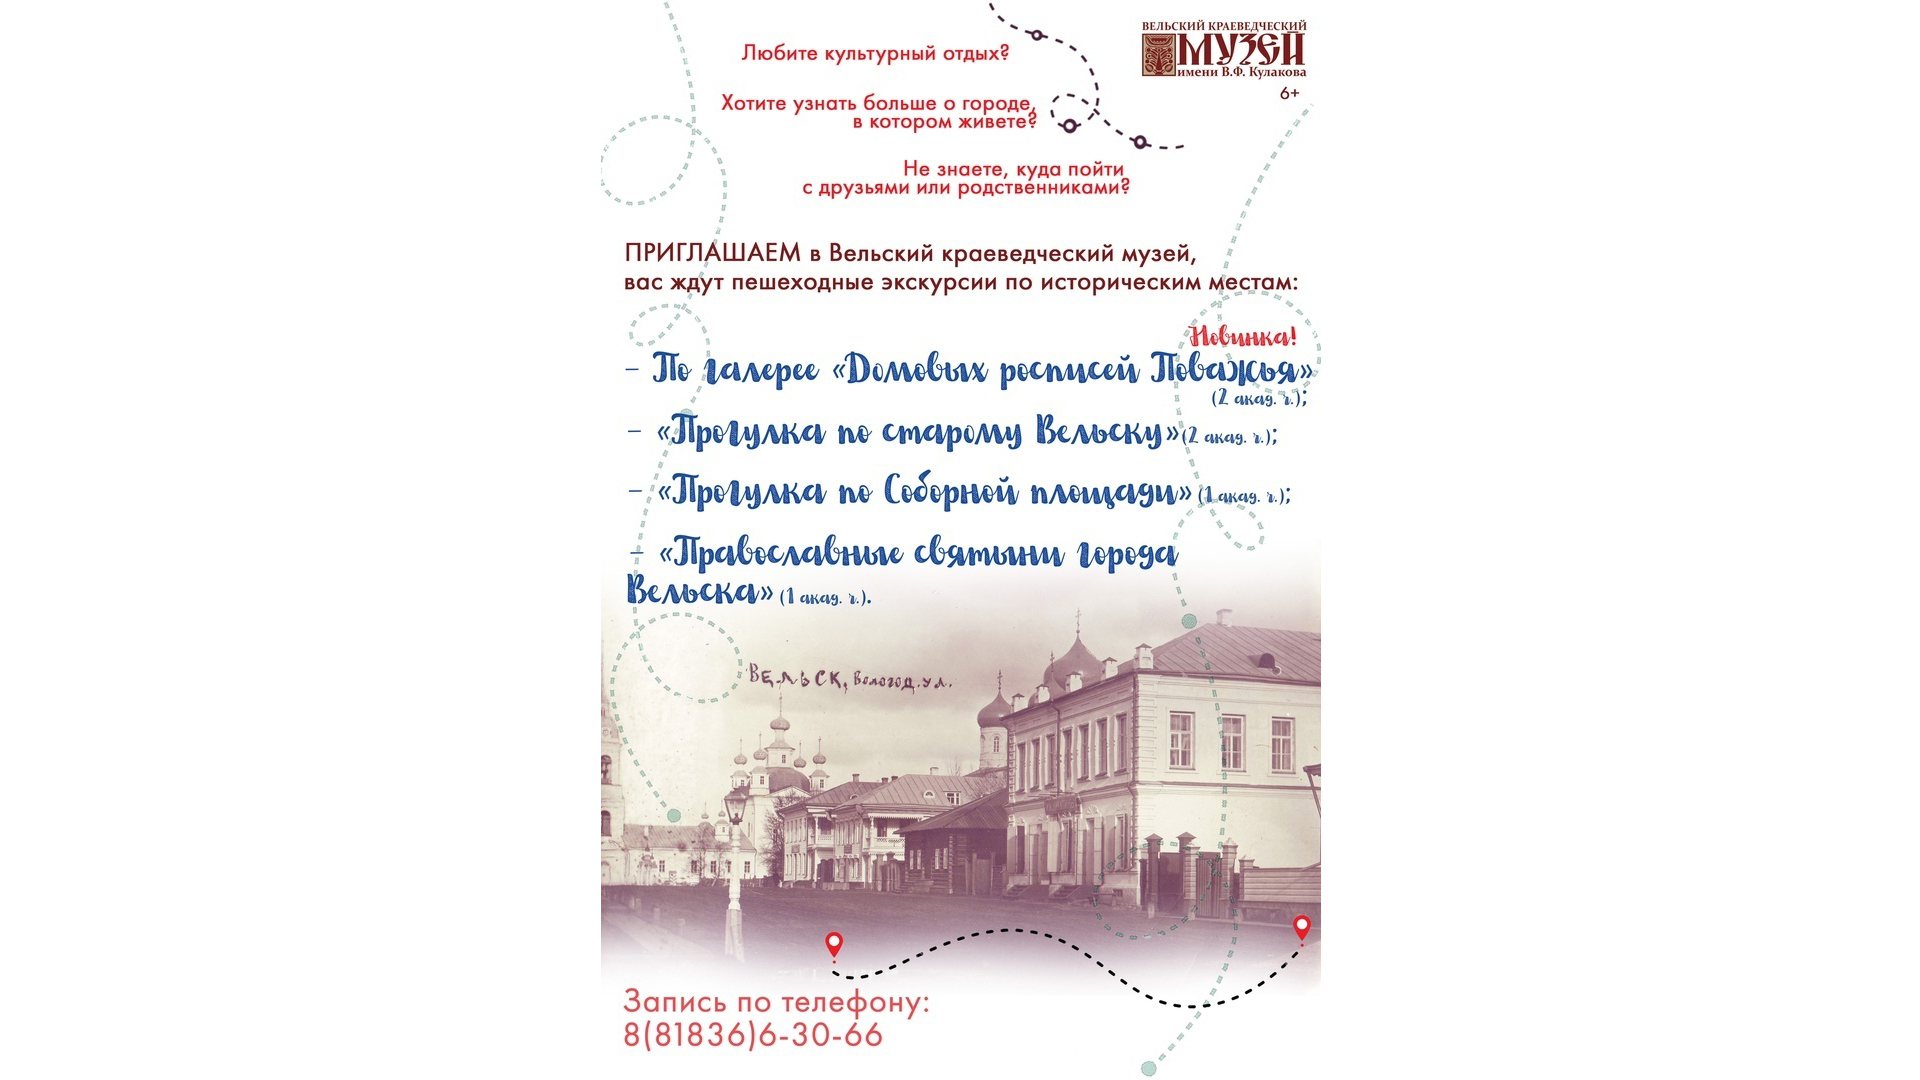 ВЕЛЬСКИЙ КРАЕВЕДЧЕСКИЙ
МУЗЕЙ
имени В.Ф. Кулакова
6+
Любите культурный отдых?
Хотите узнать больше о городе,
в котором живете?
Не знаете, куда пойти
с друзьями или родственниками?
ПРИГЛАШАЕМ в Вельский краеведческий музей,
вас ждут пешеходные экскурсии по историческим местам:
Новинка!
– По галерее «Домовых росписей Поважья»
(2 акад. ч.);
– «Прогулка по старому Вельску» (2 акад. ч.);
– «Прогулка по Соборной площади» (1 акад. ч.);
– «Православные святыни города
Вельска» (1 акад. ч.).
ВЕЛЬСК, Вологод. ул.
Запись по телефону:
8(81836)6-30-66